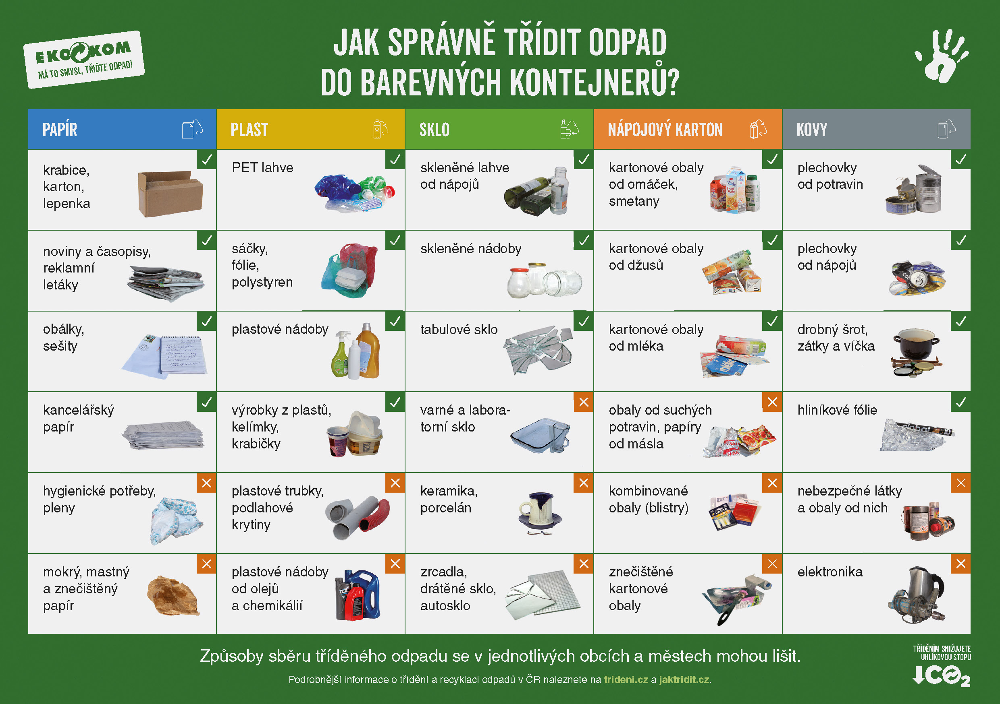 EKO KOM
MÁ TO SMYSL, TŘIĎTE ODPAD!
JAK SPRÁVNĚ TŘÍDIT ODPAD
DO BAREVNÝCH KONTEJNERŮ?
PAPÍR
PLAST
SKLO
NÁPOJOVÝ KARTON
KOVY
krabice,
karton,
lepenka
PET lahve
skleněné lahve
od nápojů
kartonové obaly
od omáček,
smetany
plechovky
od potravin
noviny a časopisy,
reklamní
letáky
sáčky,
fólie,
polystyren
skleněné nádoby
kartonové obaly
od džusů
plechovky
od nápojů
obálky,
sešity
plastové nádoby
tabulové sklo
kartonové obaly
od mléka
drobný šrot,
zátky a víčka
kancelářský
papír
výrobky z plastů,
kelímky,
krabičky
varné a labora-
torní sklo
obaly od suchých
potravin, papíry
od másla
hliníkové fólie
global
10
hygienické potřeby,
pleny
plastové trubky,
podlahové
krytiny
keramika,
porcelán
kombinované
obaly (blistry)
VARTA
nebezpečné látky
a obaly od nich
mokrý, mastný
a znečištěný
papír
plastové nádoby
od olejů
a chemikálií
zrcadla,
drátěné sklo,
autosklo
znečištěné
kartonové
obaly
elektronika
Způsoby sběru tříděného odpadu se v jednotlivých obcích a městech mohou lišit.
Podrobnější informace o třídění a recyklaci odpadů v ČR naleznete na trideni.cz a jaktridit.cz.
TŘÍDĚNÍM SNIŽUJETE
UHLÍKOVOU STOPU
CO2